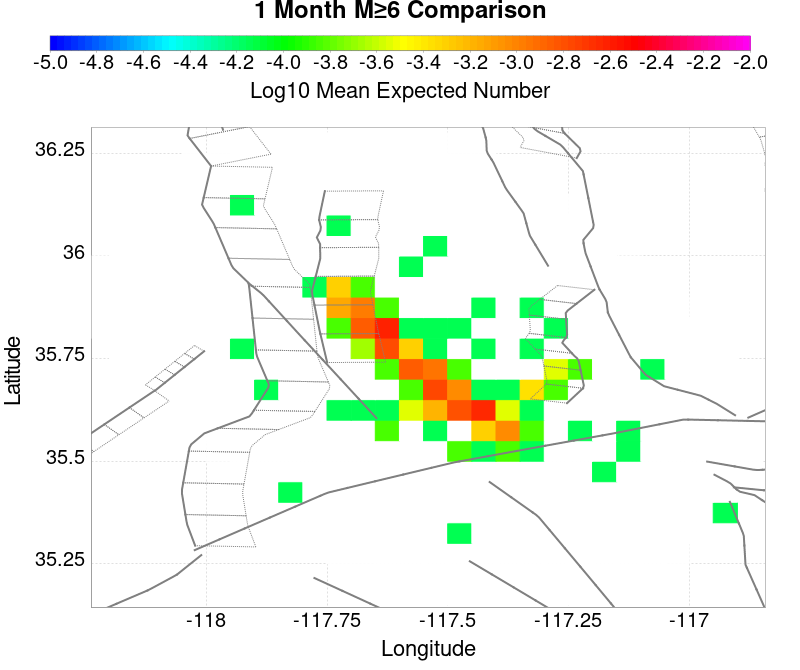 1 Month M≥6 Comparison
-5.0 -4.8 -4.6 -4.4 -4.2 -4.0 -3.8 -3.6 -3.4 -3.2 -3.0 -2.8 -2.6 -2.4 -2.2 -2.0
Log10 Mean Expected Number
36.25
36
35.75
35.5
35.25
Latitude
-118 -117.75 -117.5 -117.25 -117
Longitude